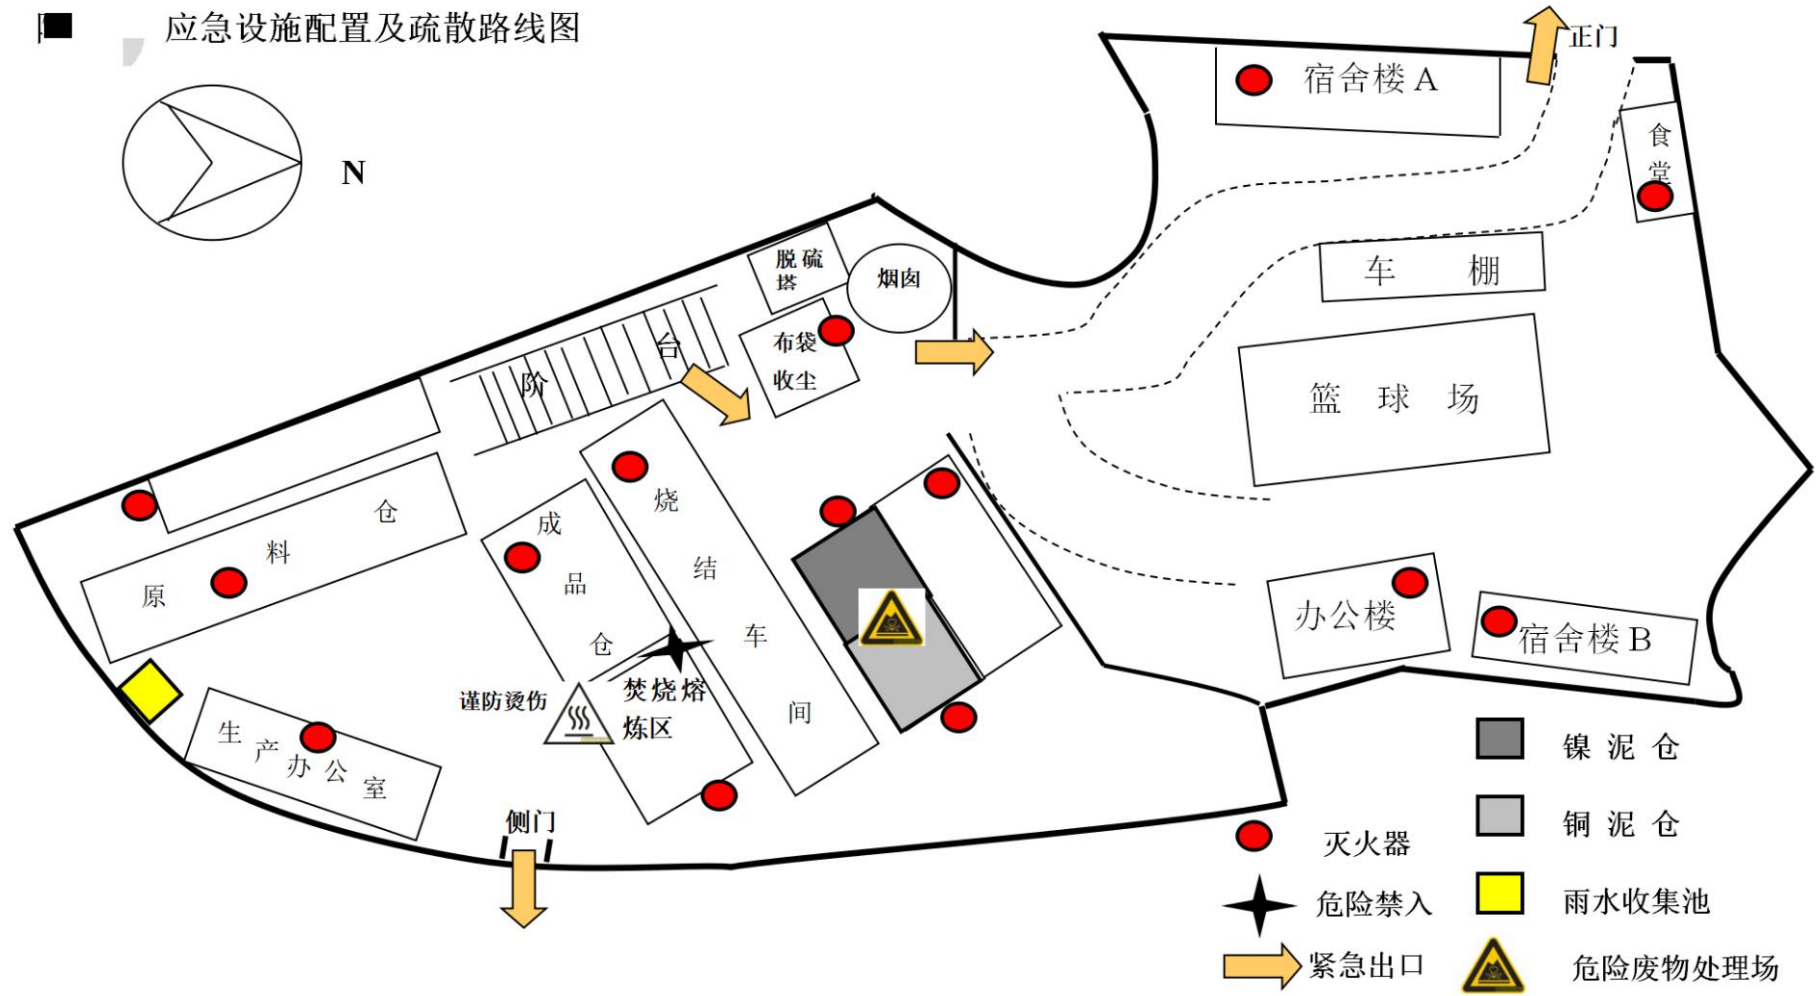 应急设施配置及疏散路线图
正门
宿舍楼A
食堂
N
脱硫塔
烟囱
车棚
布袋收尘
台阶
篮球场
原料仓
成品仓
烧结车间
办公楼
宿舍楼B
谨防烫伤
焚烧熔炼区
生产办公室
侧门
镍泥仓
铜泥仓
灭火器
危险禁入
雨水收集池
紧急出口
危险废物处理场